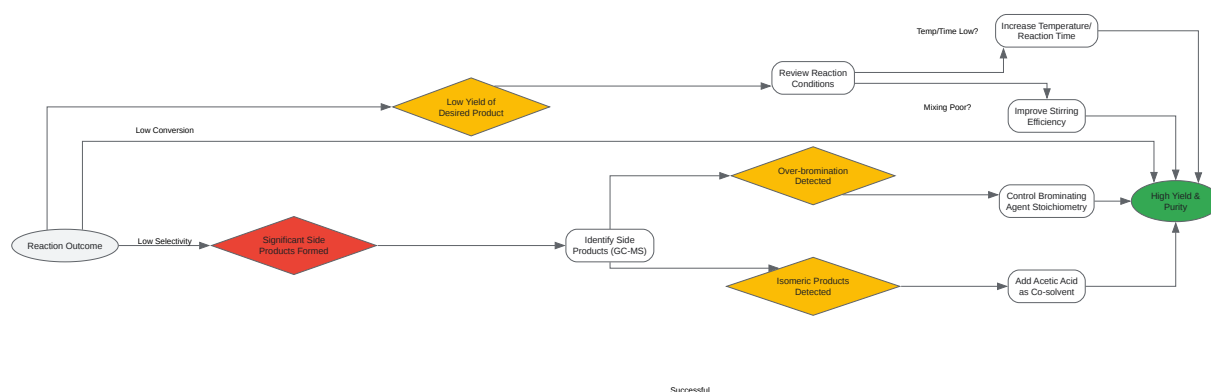 Temp/Time Low?
Increase Temperature/
Reaction Time
Review Reaction
Conditions
Low Yield of
Desired Product
Mixing Poor?
Improve Stirring
Efficiency
Low Conversion
Over-bromination
Detected
Control Brominating
Agent Stoichiometry
High Yield &
Purity
Reaction Outcome
Low Selectivity
Significant Side
Products Formed
Identify Side
Products (GC-MS)
Isomeric Products
Detected
Add Acetic Acid
as Co-solvent
Successful